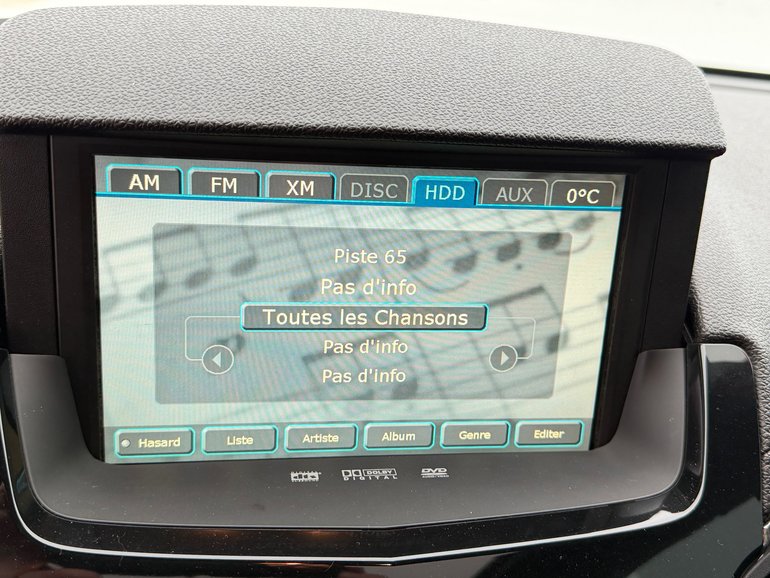 AM FM XM DISC HDD AUX 0°C
Piste 65
Pas d'info
Toutes les Chansons
Pas d'info
Pas d'info
Hasard Liste Artiste Album Genre Editer
DOLBY
DIGITAL
DVD